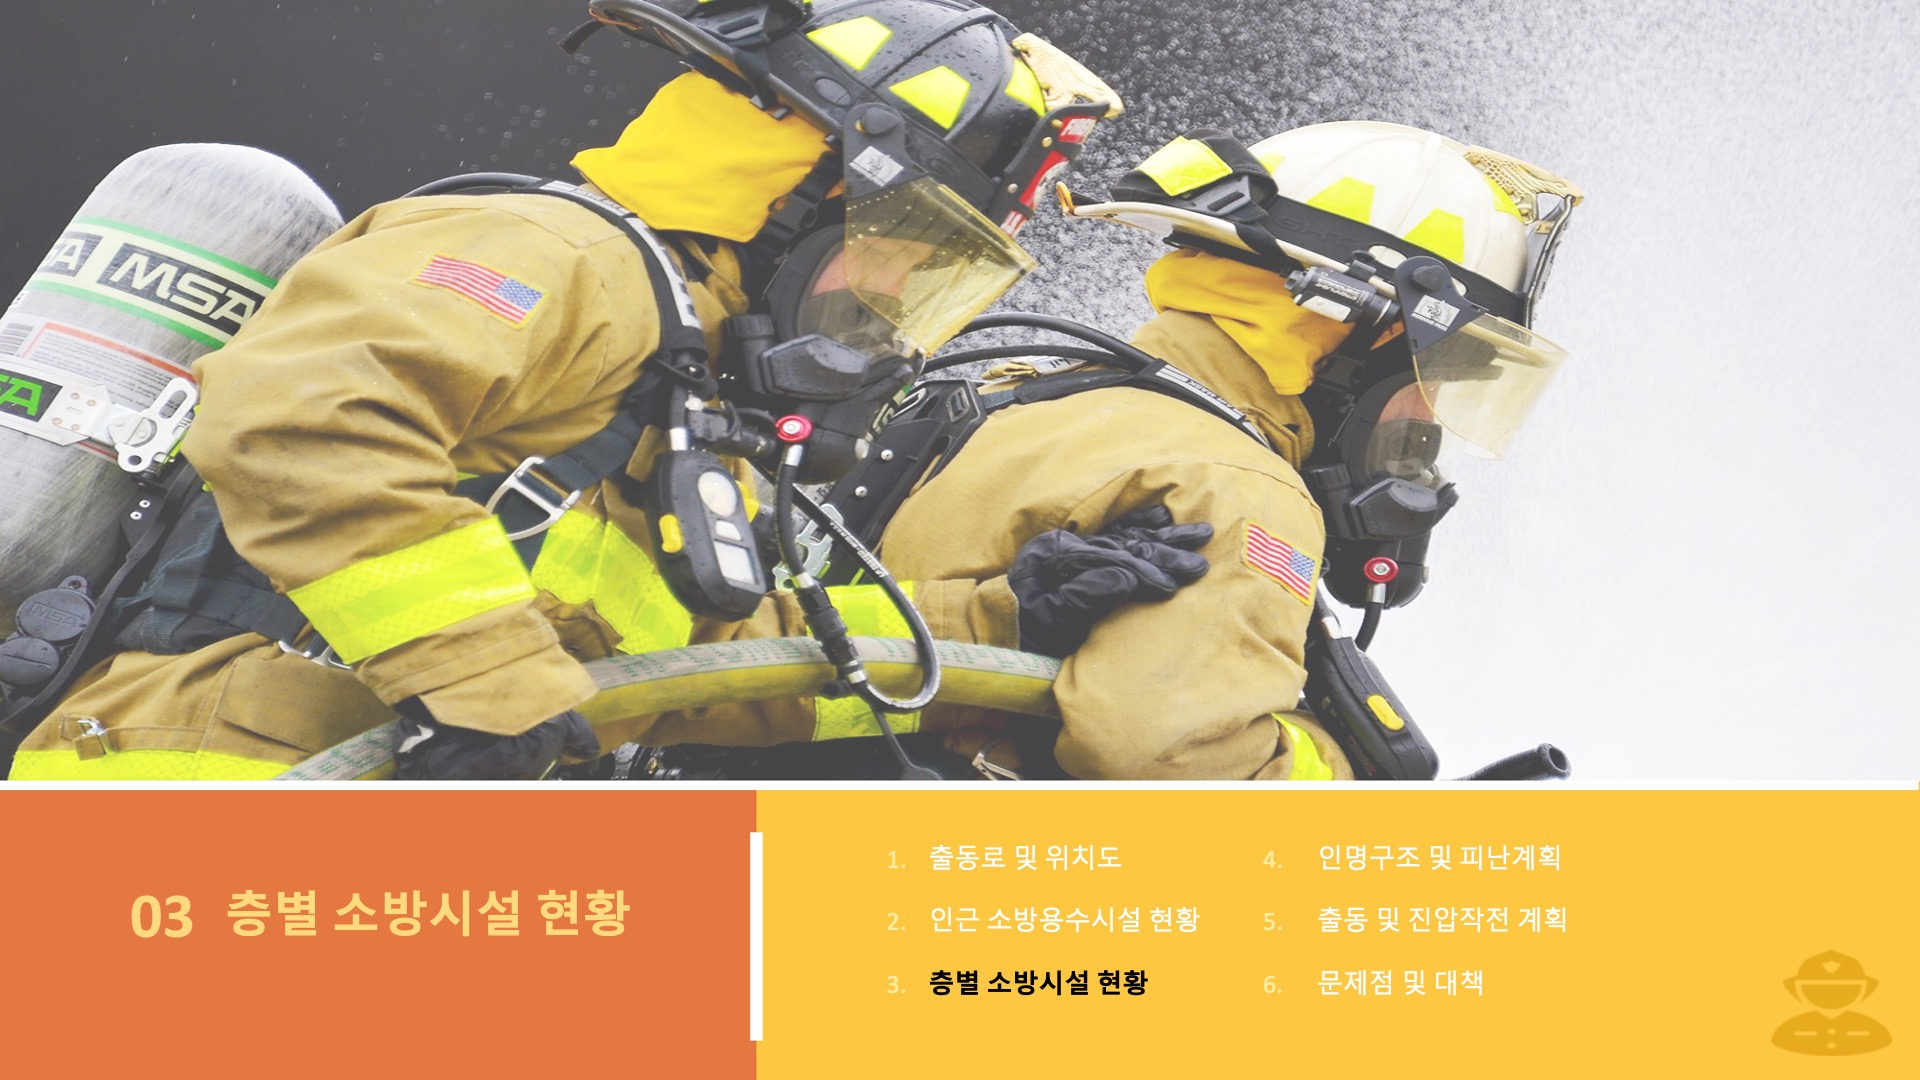 MSA
03 층별 소방시설 현황
1. 출동로 및 위치도
2. 인근 소방용수시설 현황
3. 층별 소방시설 현황
4. 인명구조 및 피난계획
5. 출동 및 진압작전 계획
6. 문제점 및 대책